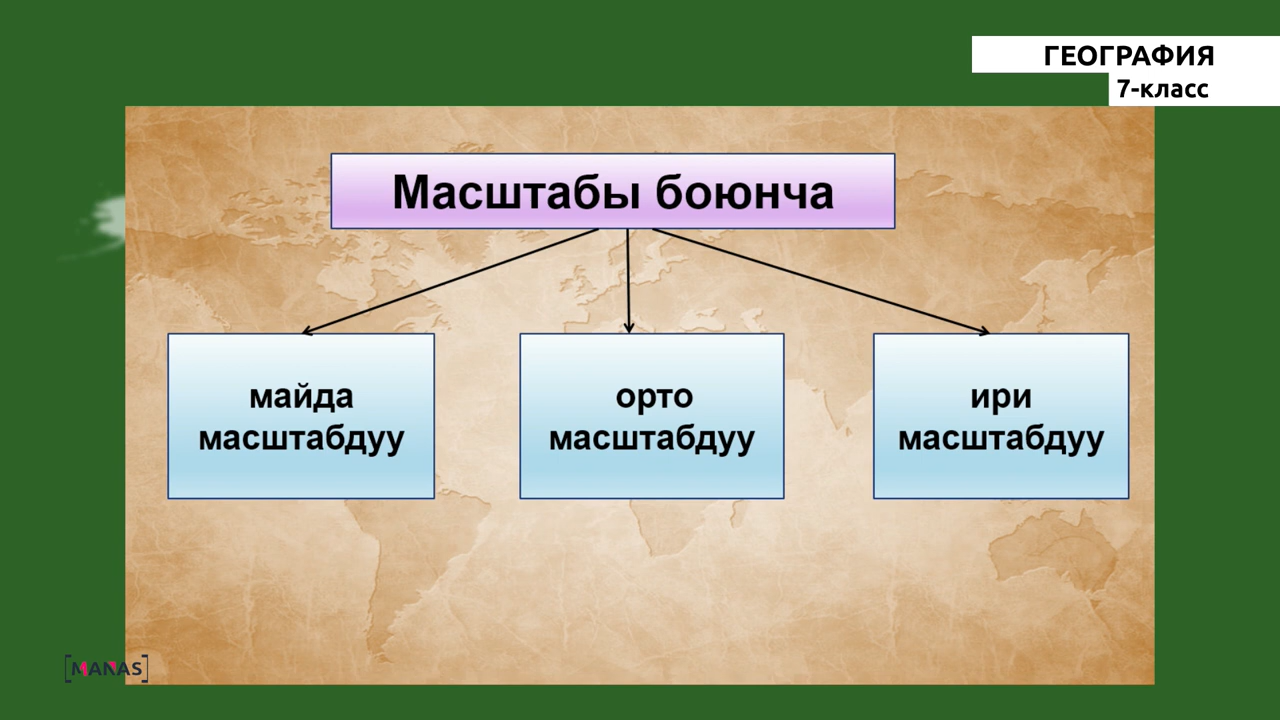 ГЕОГРАФИЯ
7-класс
Масштабы боюнча
майда
масштабдуу
орто
масштабдуу
ири
масштабдуу
[MANAS]